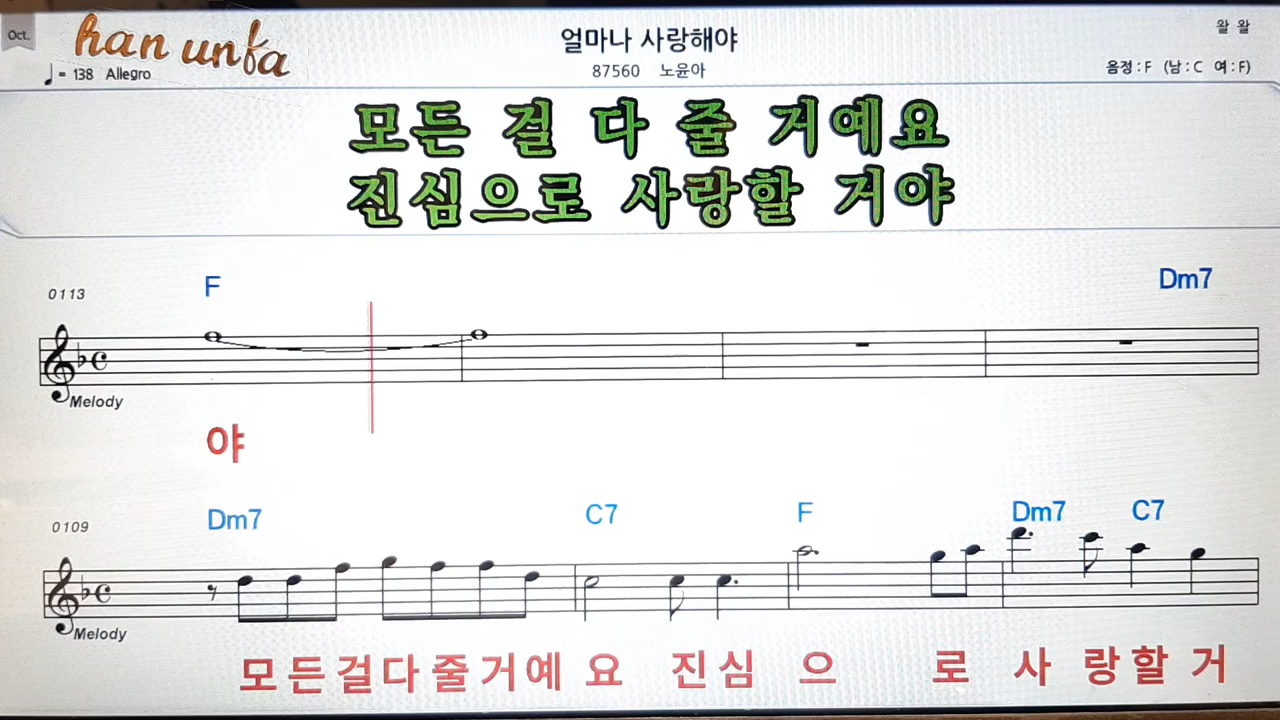 Oct.
han unfa
얼마나 사랑해야
왈 왈
♩= 138 Allegro
87560 노윤아
음정:F (남:C 여:F)
모든 걸 다 줄 거예요
진심으로 사랑할 거야
0113
F
Dm7
Melody
야
0109
Dm7 C7 F Dm7 C7
Melody
모든걸다줄거예 요 진심 으 로 사 랑할 거